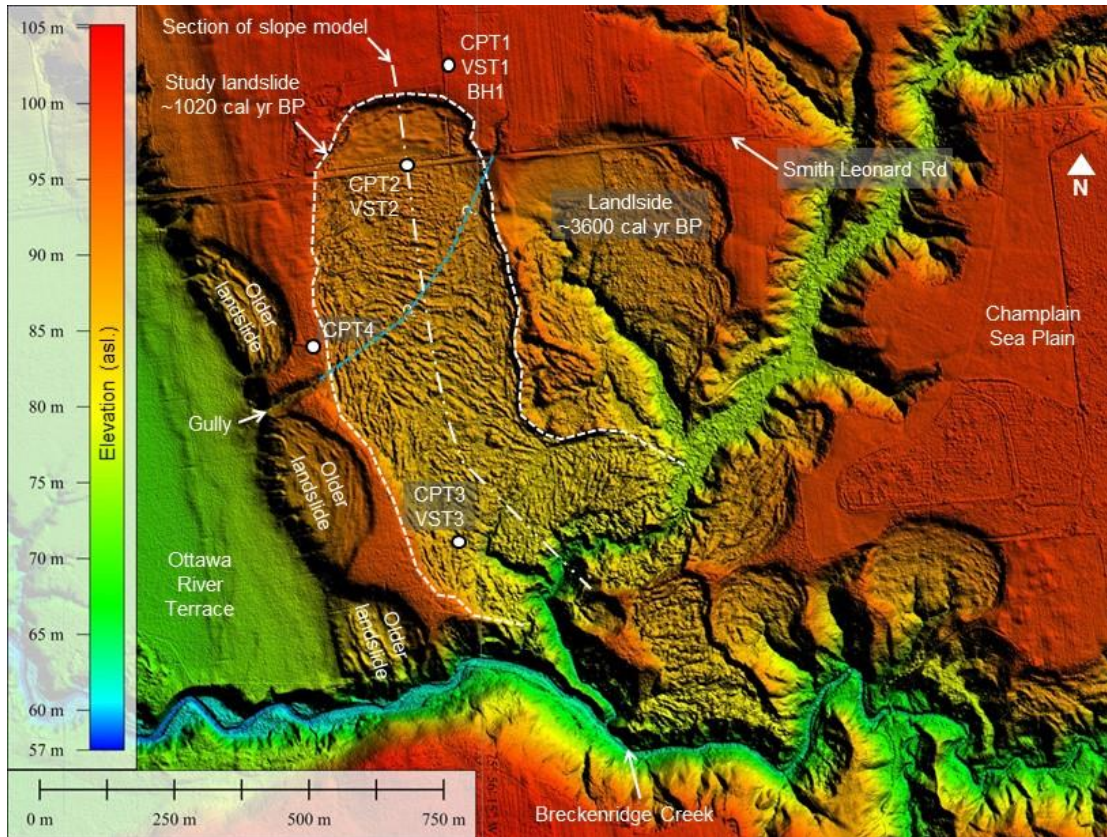 105 m
100 m
95 m
90 m
85 m
80 m
75 m
70 m
65 m
60 m
57 m
Elevation (asl.)
Section of slope model
CPT1
VST1
BH1
Study landslide
~1020 cal yr BP
CPT2
VST2
Smith Leonard Rd
N
Landlside
~3600 cal yr BP
Older
landslide
CPT4
Champlain
Sea Plain
Gully
Older
landslide
CPT3
VST3
Ottawa
River
Terrace
Older
landslide
Breckenridge Creek
0 m
250 m
500 m
750 m